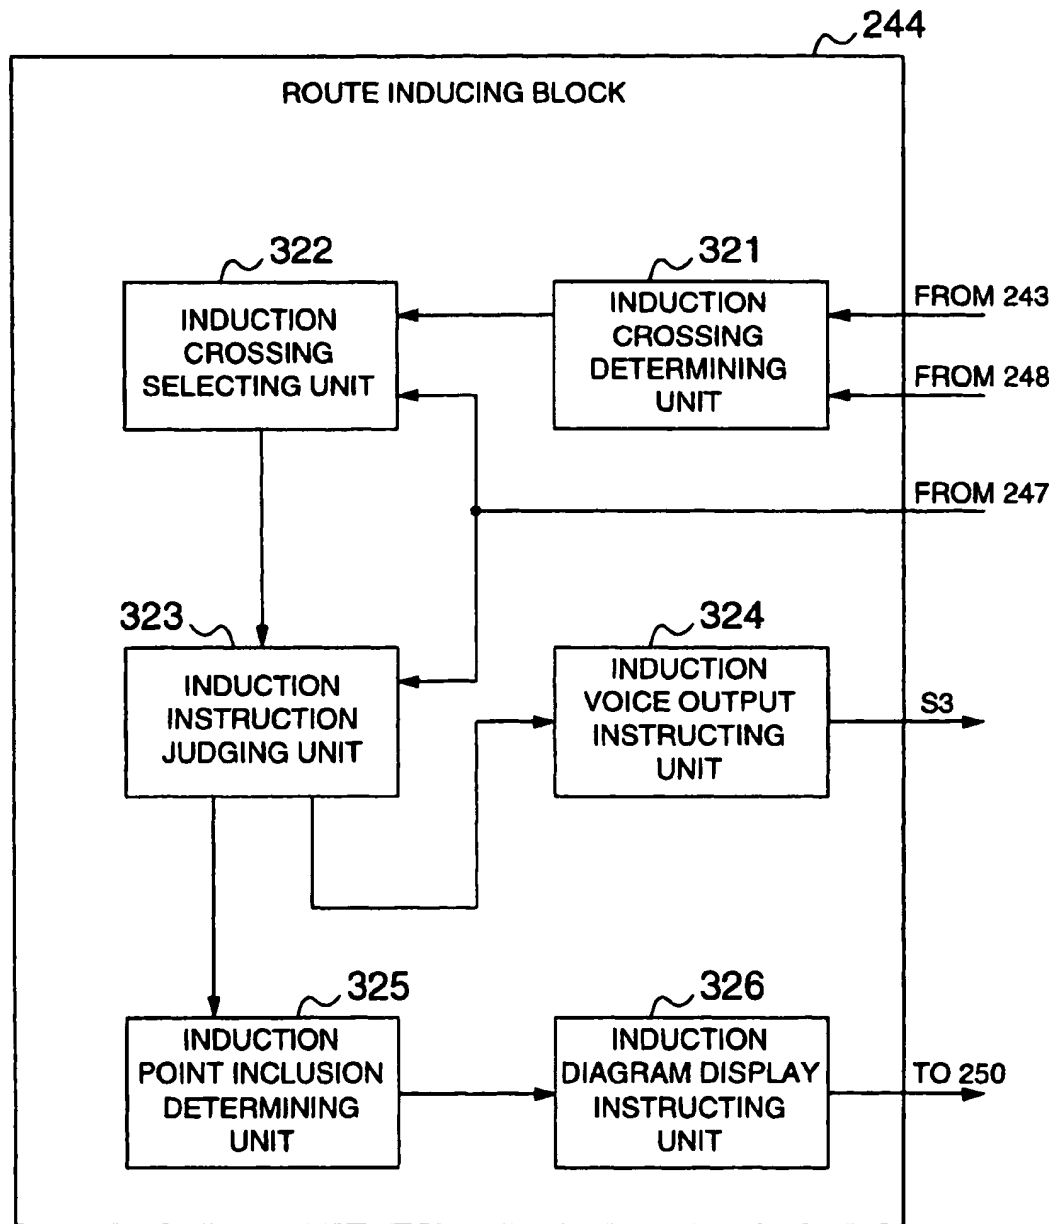 244
ROUTE INDUCING BLOCK
322
INDUCTION
CROSSING
SELECTING UNIT
321
INDUCTION
CROSSING
DETERMINING
UNIT
FROM 243
FROM 248
FROM 247
323
INDUCTION
INSTRUCTION
JUDGING UNIT
324
INDUCTION
VOICE OUTPUT
INSTRUCTING
UNIT
S3
325
INDUCTION
POINT INCLUSION
DETERMINING
UNIT
326
INDUCTION
DIAGRAM DISPLAY
INSTRUCTING
UNIT
TO 250